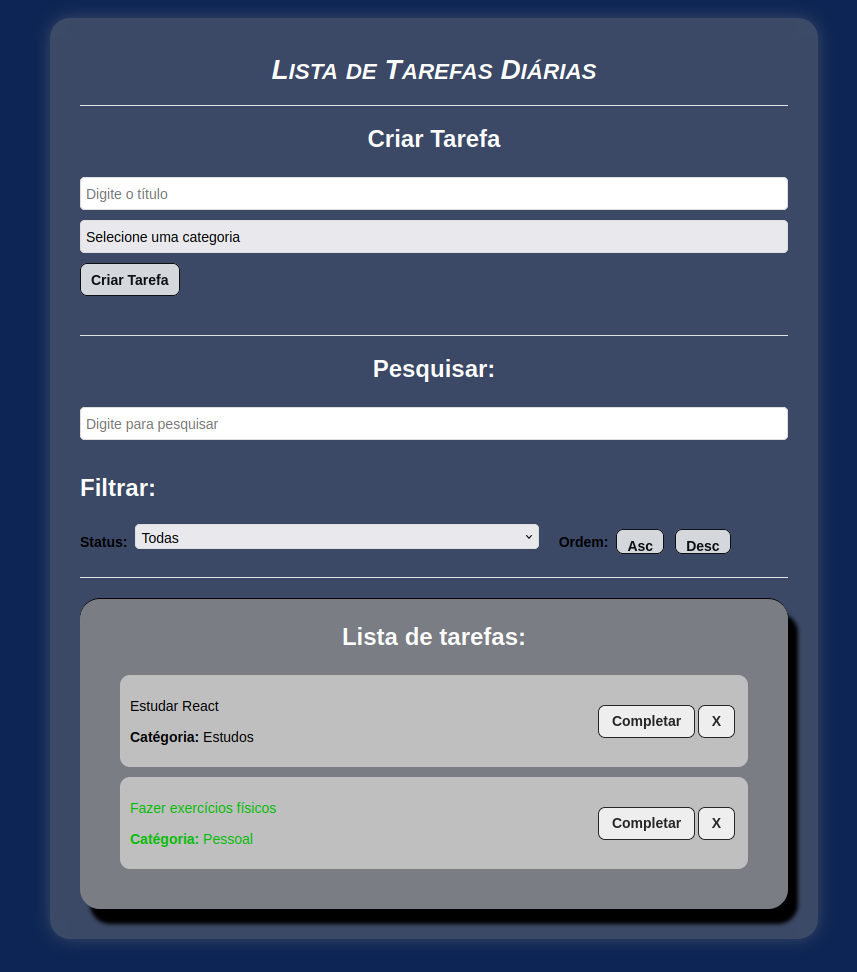 Lista de Tarefas Diárias
Criar Tarefa
Digite o título
Selecione uma categoria
Criar Tarefa
Pesquisar:
Digite para pesquisar
Filtrar:
Status: Todas Ordem: Asc Desc
Lista de tarefas:
Estudar React
Catégoria: Estudos
Completar X
Fazer exercícios físicos
Catégoria: Pessoal
Completar X